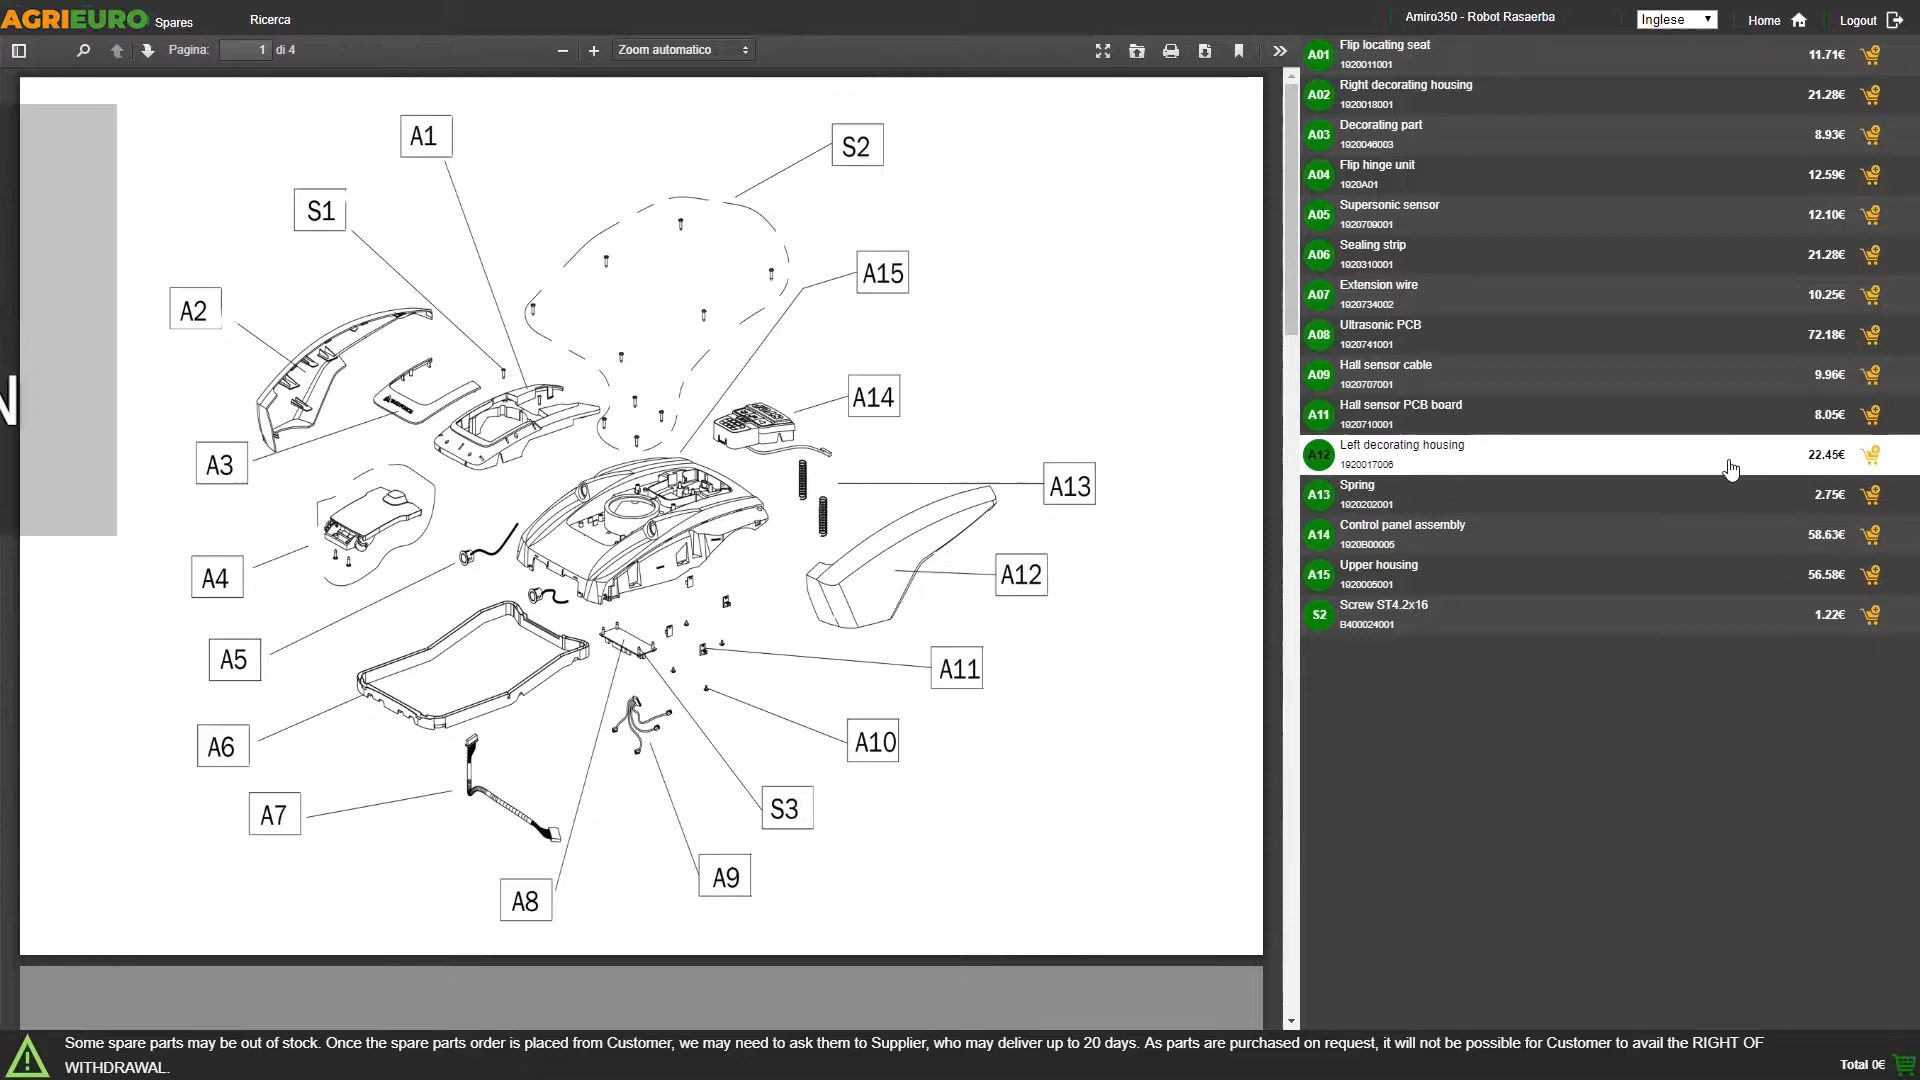 AGRIEURO Spares
Ricerca
Amiro350 - Robot Rasaerba
Inglese
Home
Logout
Pagina: 1 di 4
Zoom automatico
A1
S2
S1
A15
A2
A14
A3
A13
A4
A12
A5
A11
A6
A10
A7
S3
A9
A8
N
A01 Flip locating seat 11.71€
1920011001
A02 Right decorating housing 21.28€
1920018001
A03 Decorating part 8.93€
1920046003
A04 Flip hinge unit 12.59€
1920A01
A05 Supersonic sensor 12.10€
1920709001
A06 Sealing strip 21.28€
1920310001
A07 Extension wire 10.25€
1920734002
A08 Ultrasonic PCB 72.18€
1920741001
A09 Hall sensor cable 9.96€
1920707001
A11 Hall sensor PCB board 8.05€
1920710001
A12 Left decorating housing 22.45€
1920017006
A13 Spring 2.75€
1920202001
A14 Control panel assembly 58.63€
1920B00005
A15 Upper housing 56.58€
1920005001
S2 Screw ST4.2x16 1.22€
B400024001
Some spare parts may be out of stock. Once the spare parts order is placed from Customer, we may need to ask them to Supplier, who may deliver up to 20 days. As parts are purchased on request, it will not be possible for Customer to avail the RIGHT OF
WITHDRAWAL.
Total 0€